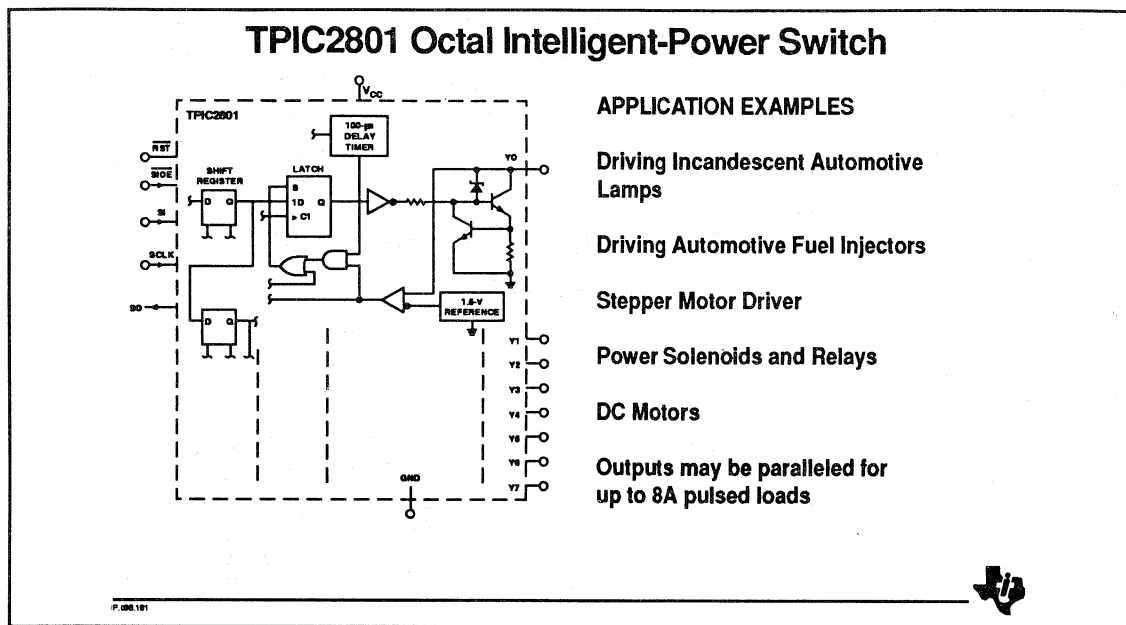 TPIC2801 Octal Intelligent-Power Switch
VCC
TPIC2801
100-µs
DELAY
TIMER
RST
SIOE
SHIFT
REGISTER
LATCH
Y0
D Q
S
1D Q
C1
SI
SCLK
SO
1.5-V
REFERENCE
D Q
Y1
Y2
Y3
Y4
Y5
Y6
Y7
GND
APPLICATION EXAMPLES
Driving Incandescent Automotive
Lamps
Driving Automotive Fuel Injectors
Stepper Motor Driver
Power Solenoids and Relays
DC Motors
Outputs may be paralleled for
up to 8A pulsed loads